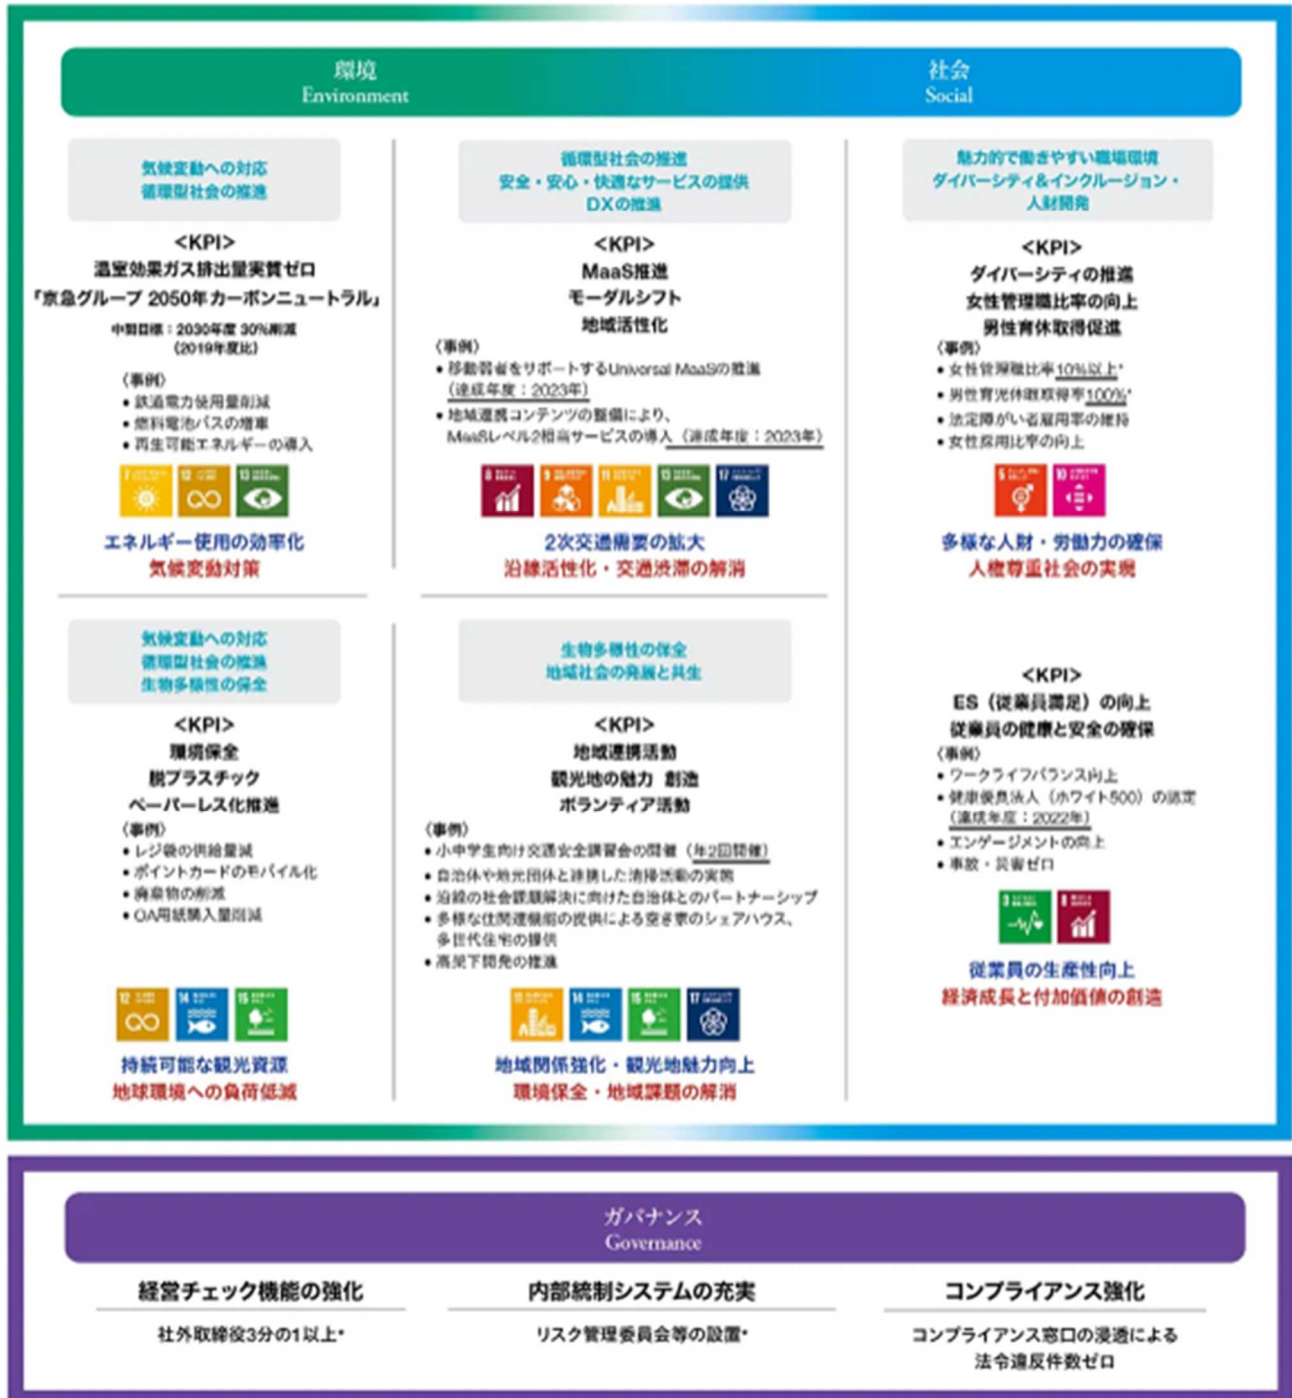 環境
Environment
社会
Social
気候変動への対応
循環型社会の推進
<KPI>
温室効果ガス排出量実質ゼロ
「京急グループ 2050年カーボンニュートラル」
中間目標：2030年度 30%削減
（2019年度比）
〈事例〉
• 鉄道電力使用量削減
• 燃料電池バスの増車
• 再生可能エネルギーの導入
7
12
13
エネルギー使用の効率化
気候変動対策
循環型社会の推進
安全・安心・快適なサービスの提供
DXの推進
<KPI>
MaaS推進
モーダルシフト
地域活性化
〈事例〉
• 移動弱者をサポートするUniversal MaaSの推進
（達成年度：2023年）
• 地域連携コンテンツの整備により、
MaaSレベル2相当サービスの導入（達成年度：2023年）
8
9
11
13
17
2次交通需要の拡大
沿線活性化・交通渋滞の解消
魅力的で働きやすい職場環境
ダイバーシティ&インクルージョン・
人財開発
<KPI>
ダイバーシティの推進
女性管理職比率の向上
男性育休取得促進
〈事例〉
• 女性管理職比率10%以上*
• 男性育児休暇取得率100%*
• 法定障がい者雇用率の維持
• 女性採用比率の向上
5
10
多様な人財・労働力の確保
人権尊重社会の実現
気候変動への対応
循環型社会の推進
生物多様性の保全
<KPI>
環境保全
脱プラスチック
ペーパーレス化推進
〈事例〉
• レジ袋の供給量減
• ポイントカードのモバイル化
• 廃棄物の削減
• OA用紙購入量削減
12
14
15
持続可能な観光資源
地球環境への負荷低減
生物多様性の保全
地域社会の発展と共生
<KPI>
地域連携活動
観光地の魅力 創造
ボランティア活動
〈事例〉
• 小中学生向け交通安全講習会の開催（年2回開催）
• 自治体や地元団体と連携した清掃活動の実施
• 沿線の社会課題解決に向けた自治体とのパートナーシップ
• 多様な住関連機能の提供による空き家のシェアハウス、
多世代住宅の提供
• 高架下開発の推進
11
14
15
17
地域関係強化・観光地魅力向上
環境保全・地域課題の解消
<KPI>
ES（従業員満足）の向上
従業員の健康と安全の確保
〈事例〉
• ワークライフバランス向上
• 健康優良法人（ホワイト500）の認定
（達成年度：2022年）
• エンゲージメントの向上
• 事故・災害ゼロ
3
8
従業員の生産性向上
経済成長と付加価値の創造
ガバナンス
Governance
経営チェック機能の強化
社外取締役3分の1以上*
内部統制システムの充実
リスク管理委員会等の設置*
コンプライアンス強化
コンプライアンス窓口の浸透による
法令違反件数ゼロ